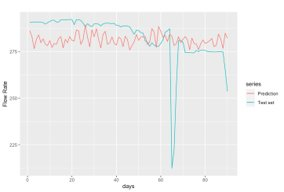 Flow Rate
275
250
225
0
20
40
60
80
days
series
Prediction
Test set